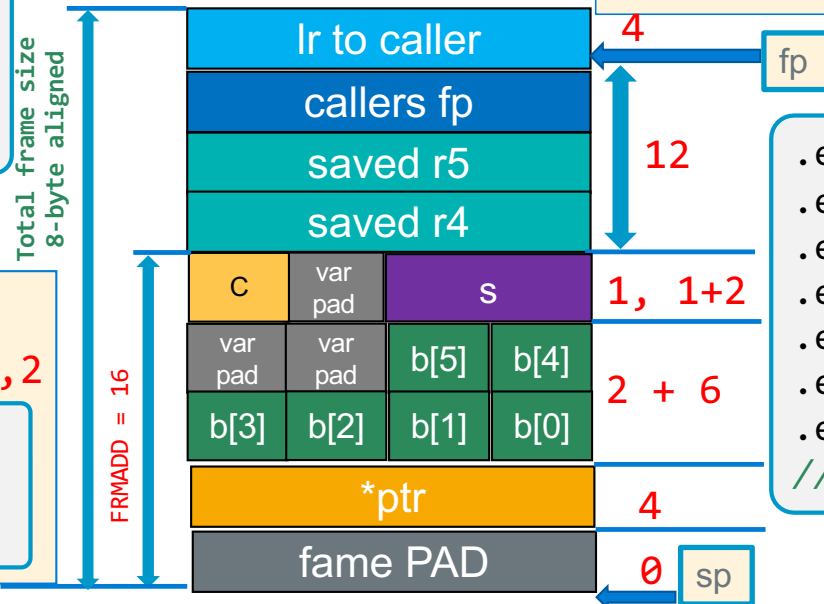 Total frame size
8-byte aligned
lr to caller
4
fp
callers fp
saved r5
12
saved r4
C
var
pad
s
1, 1+2
var
pad
var
pad
b[5]
b[4]
2 + 6
b[3]
b[2]
b[1]
b[0]
,2
FRMADD = 16
*ptr
4
fame PAD
0
sp
.e
.e
.e
.e
.e
.e
.e
//